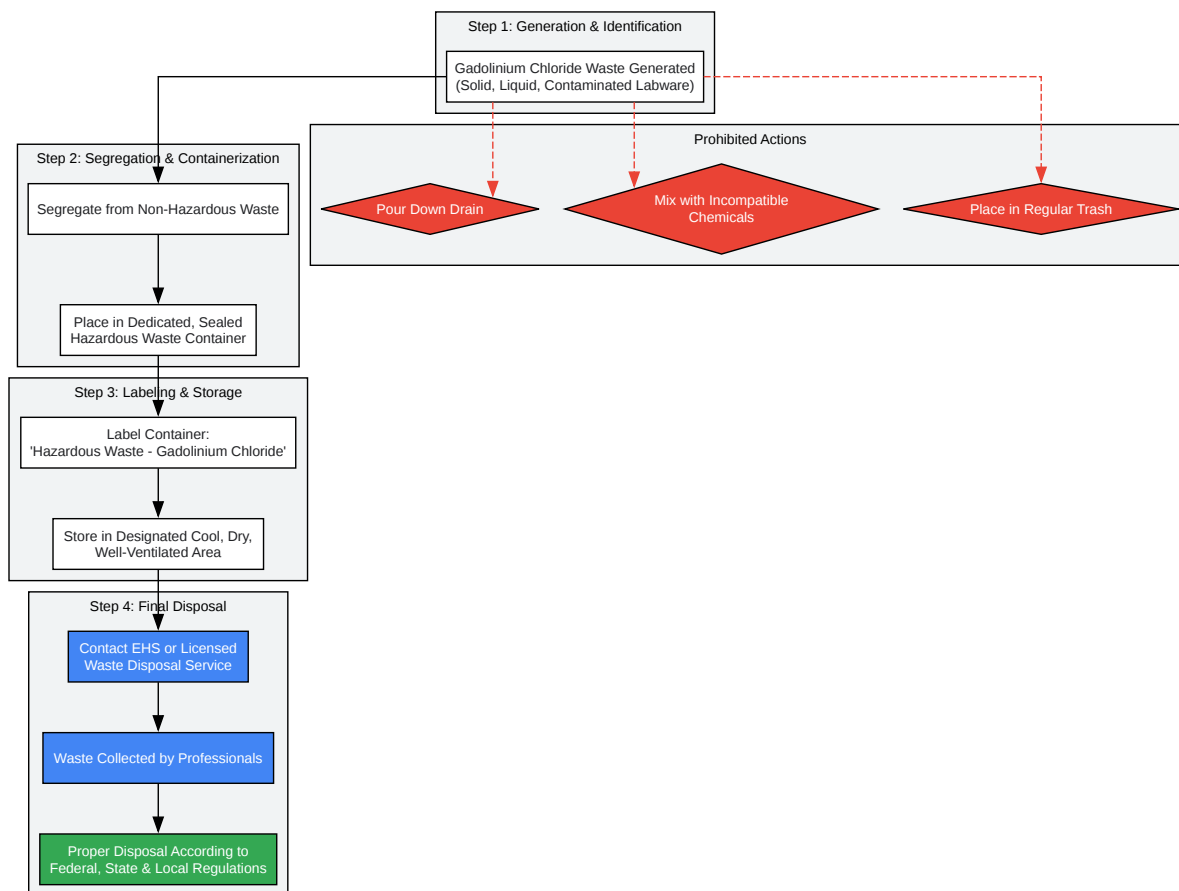 Step 1: Generation & Identification
Gadolinium Chloride Waste Generated
(Solid, Liquid, Contaminated Labware)
Prohibited Actions
Pour Down Drain
Mix with Incompatible
Chemicals
Place in Regular Trash
Step 2: Segregation & Containerization
Segregate from Non-Hazardous Waste
Place in Dedicated, Sealed
Hazardous Waste Container
Step 3: Labeling & Storage
Label Container:
'Hazardous Waste - Gadolinium Chloride'
Store in Designated Cool, Dry,
Well-Ventilated Area
Step 4: Final Disposal
Contact EHS or Licensed
Waste Disposal Service
Waste Collected by Professionals
Proper Disposal According to
Federal, State & Local Regulations